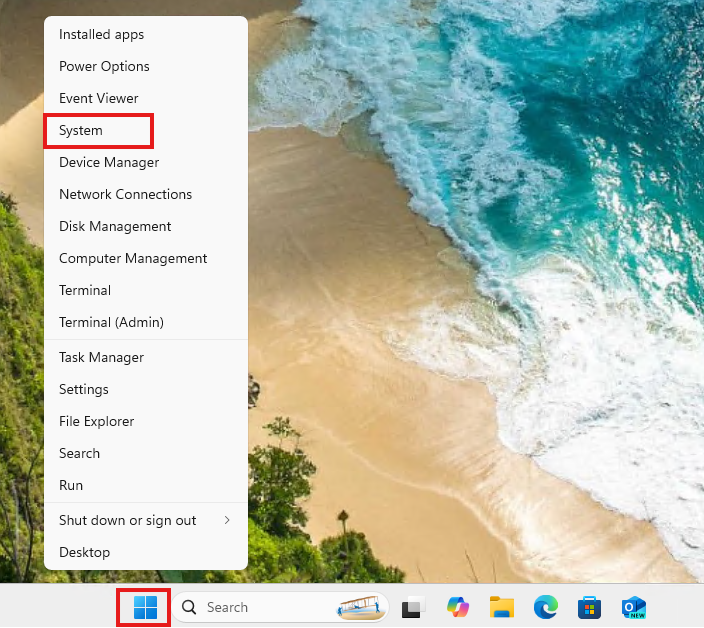 Installed apps
Power Options
Event Viewer
System
Device Manager
Network Connections
Disk Management
Computer Management
Terminal
Terminal (Admin)
Task Manager
Settings
File Explorer
Search
Run
Shut down or sign out
Desktop
Search
NEW